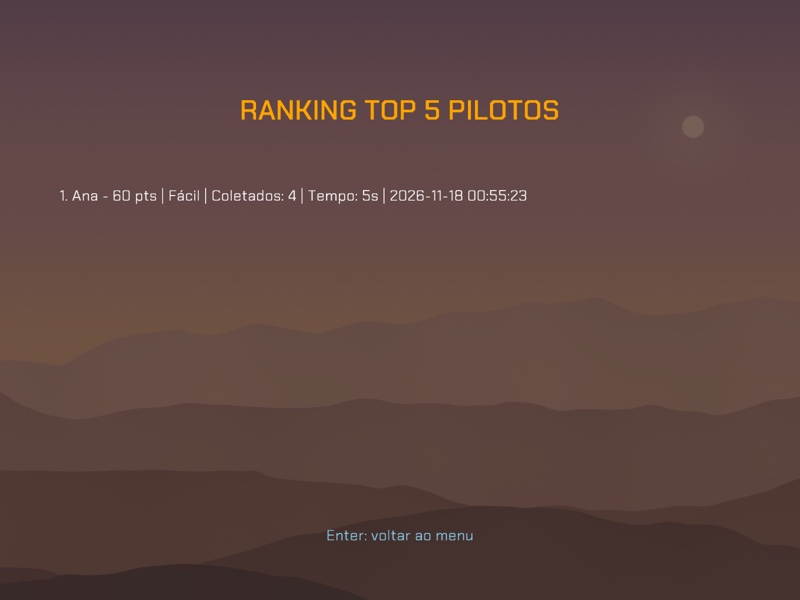 RANKING TOP 5 PILOTOS
1. Ana - 60 pts | Fácil | Coletados: 4 | Tempo: 5s | 2026-11-18 00:55:23
Enter: voltar ao menu